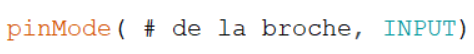 pinMode( # de la broche, INPUT)